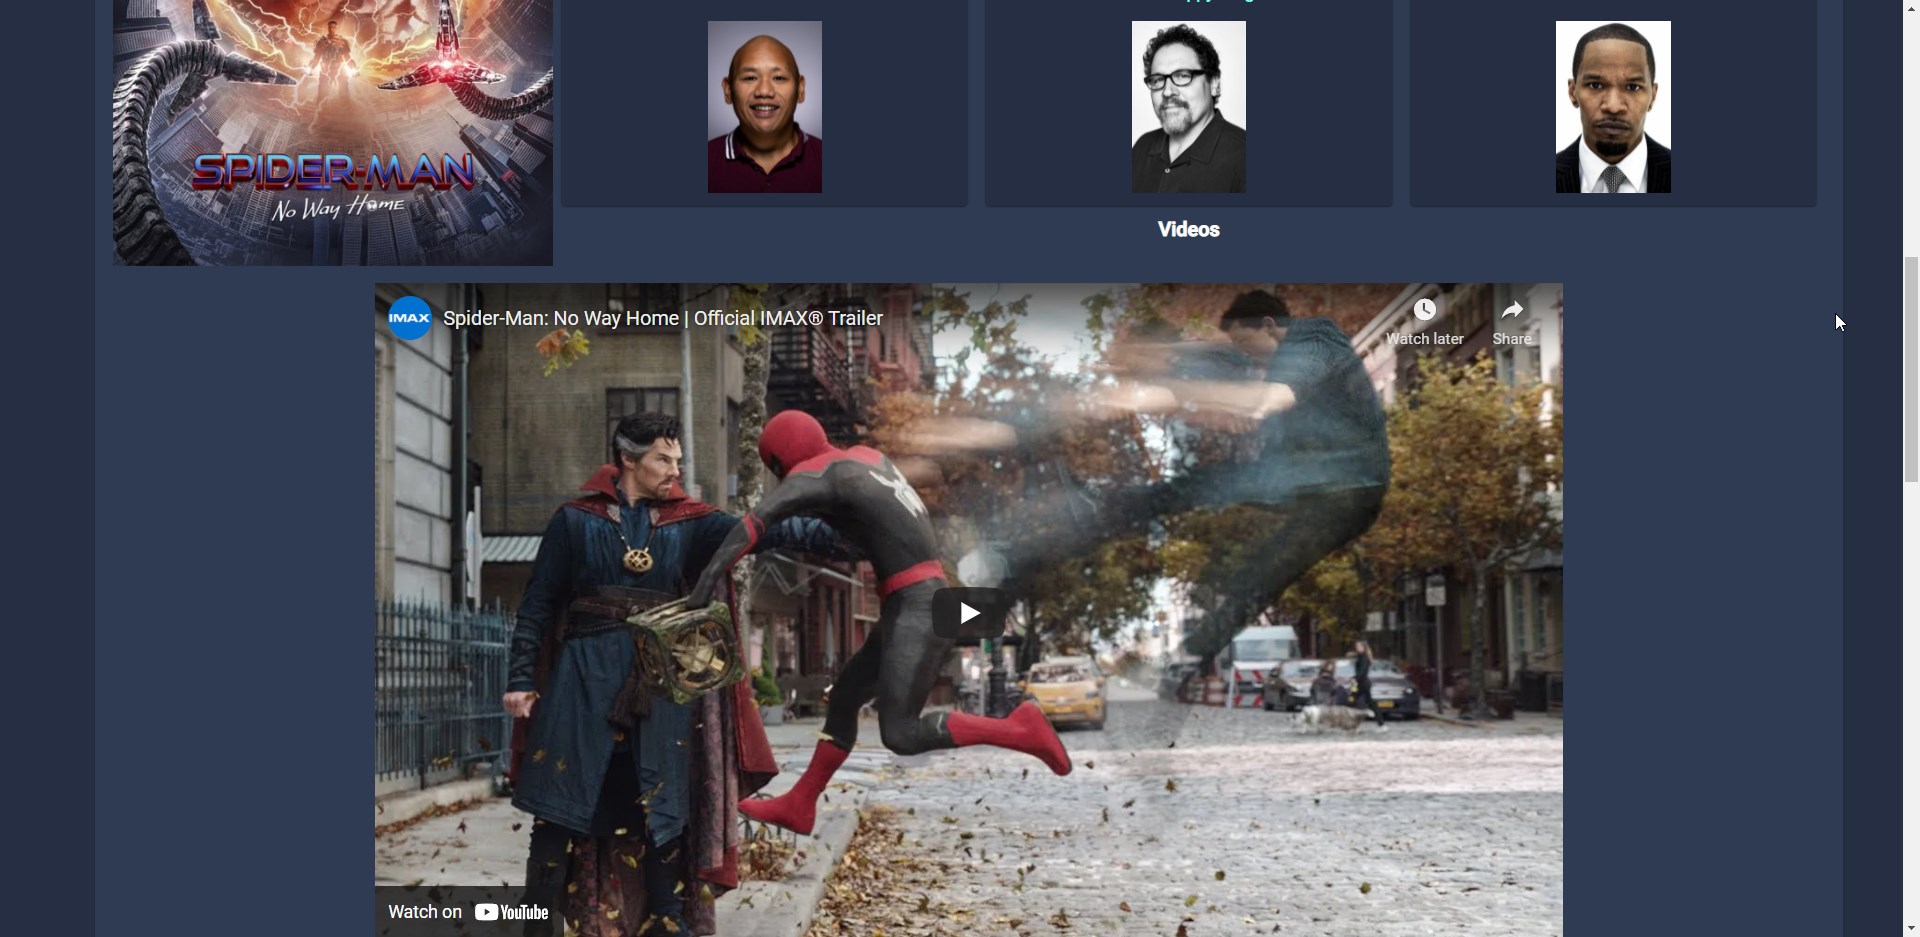 SPIDER-MAN
No Way Home
Videos
IMAX
Spider-Man: No Way Home | Official IMAX® Trailer
Watch later
Share
Watch on YouTube